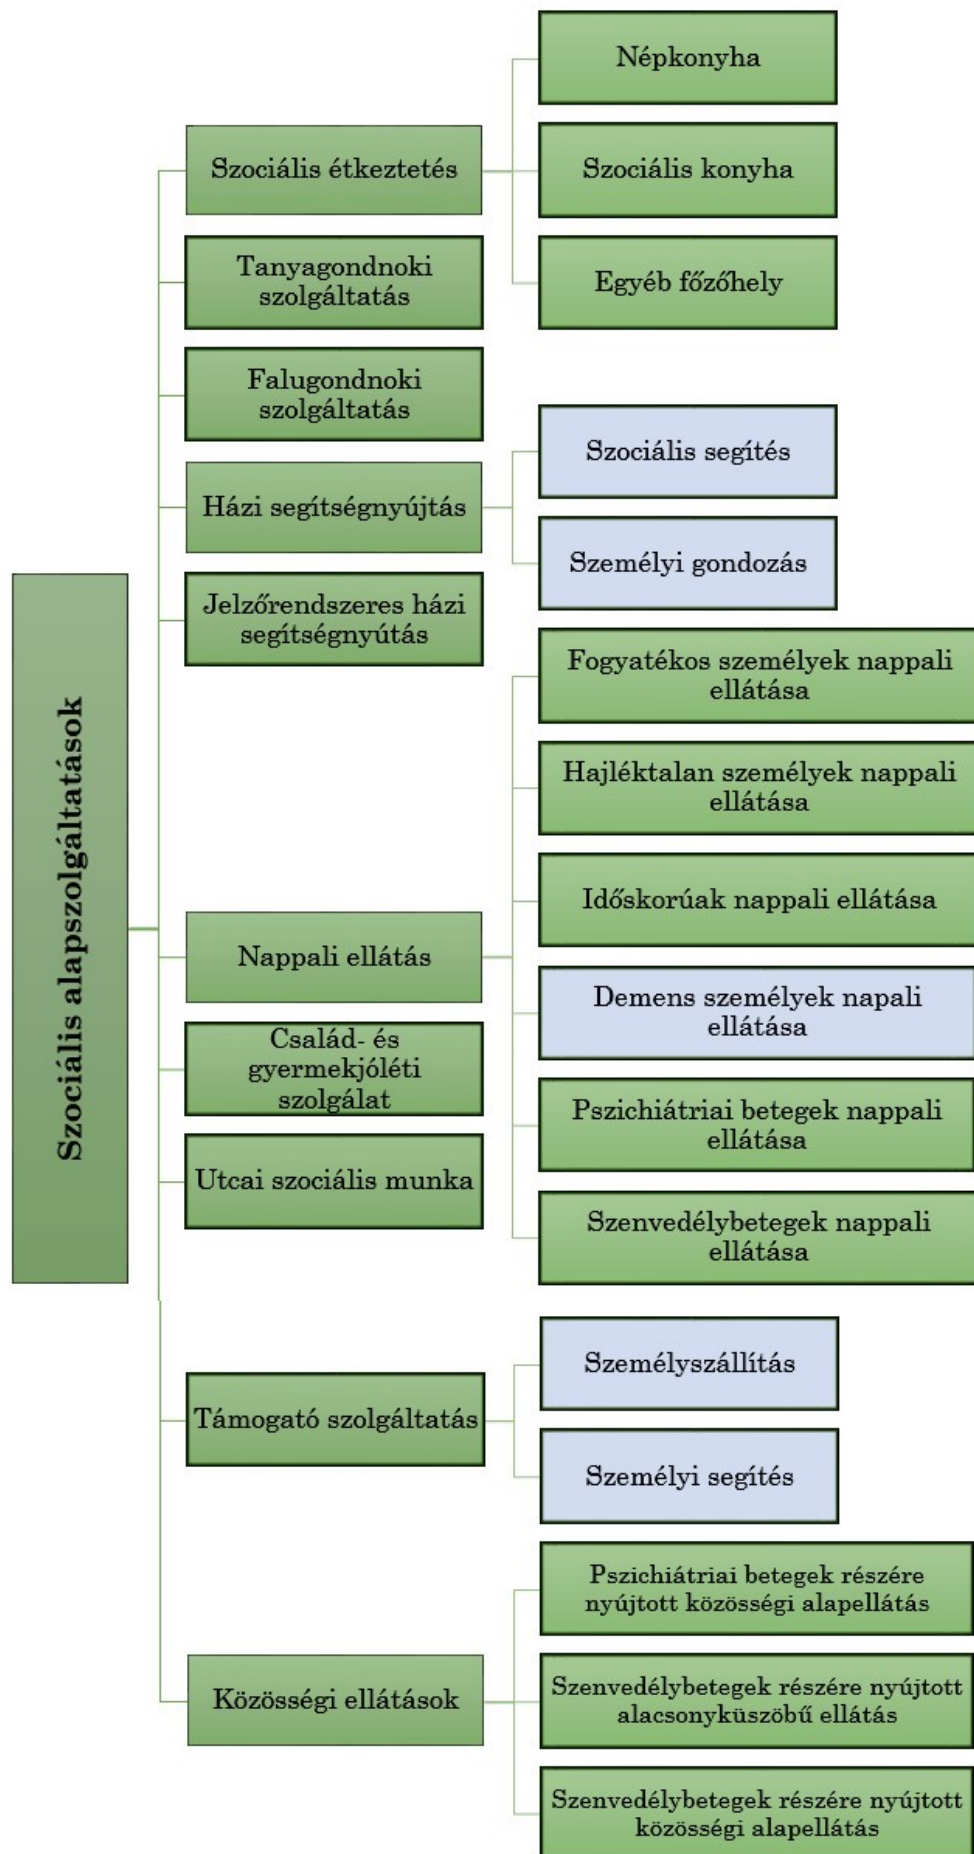 Szociális alapszolgáltatások
Szociális étkeztetés
Népkonyha
Szociális konyha
Egyéb főzőhely
Tanyagondnoki
szolgáltatás
Falugondnoki
szolgáltatás
Házi segítségnyújtás
Szociális segítés
Személyi gondozás
Jelzőrendszeres házi
segítségnyútás
Nappali ellátás
Fogyatékos személyek nappali
ellátása
Hajléktalan személyek nappali
ellátása
Időskorúak nappali ellátása
Demens személyek napali
ellátása
Pszichiátriai betegek nappali
ellátása
Szenvedélybetegek nappali
ellátása
Család- és
gyermekjóléti
szolgálat
Utcai szociális munka
Támogató szolgáltatás
Személyszállítás
Személyi segítés
Közösségi ellátások
Pszichiátriai betegek részére
nyújtott közösségi alapellátás
Szenvedélybetegek részére nyújtott
alacsonyküszöbű ellátás
Szenvedélybetegek részére nyújtott
közösségi alapellátás